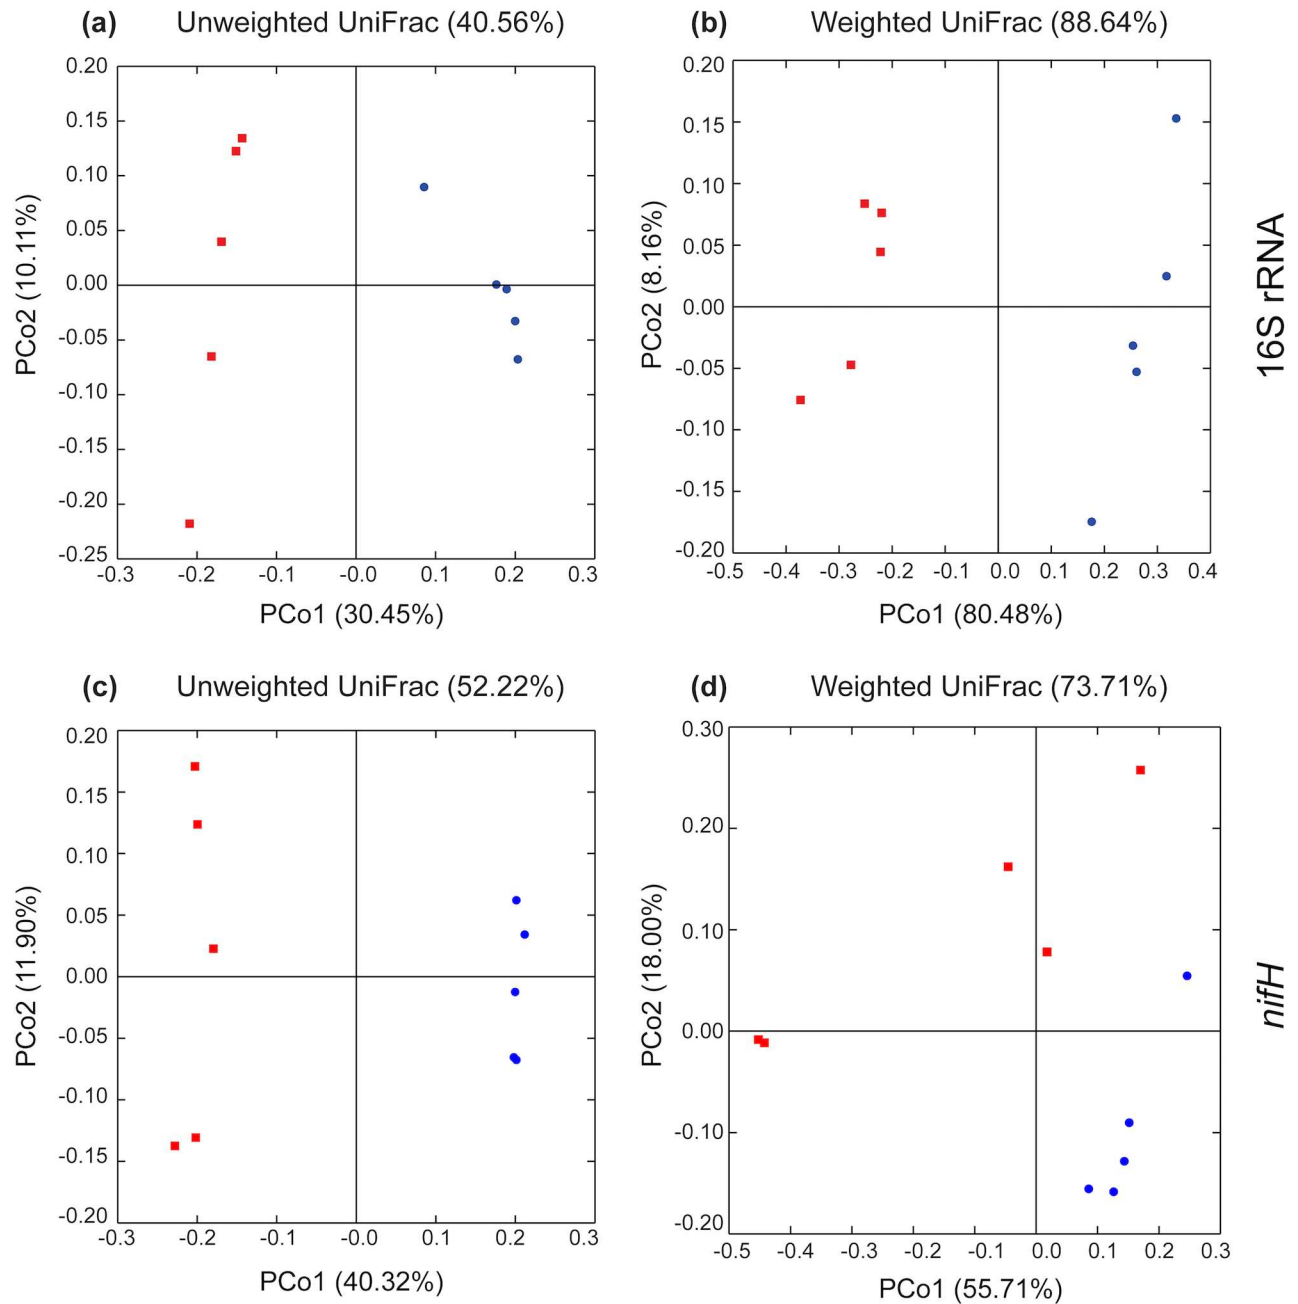 (a) Unweighted UniFrac (40.56%)
0.20
0.15
0.10
0.05
0.00
-0.05
-0.10
-0.15
-0.20
-0.25
-0.3 -0.2 -0.1 -0.0 0.1 0.2 0.3
PCo2 (10.11%)
PCo1 (30.45%)
(b) Weighted UniFrac (88.64%)
0.20
0.15
0.10
0.05
0.00
-0.05
-0.10
-0.15
-0.20
-0.5 -0.4 -0.3 -0.2 -0.1 0.0 0.1 0.2 0.3 0.4
PCo2 (8.16%)
PCo1 (80.48%)
16S rRNA
(c) Unweighted UniFrac (52.22%)
0.20
0.15
0.10
0.05
0.00
-0.05
-0.10
-0.15
-0.20
-0.3 -0.2 -0.1 -0.0 0.1 0.2 0.3
PCo2 (11.90%)
PCo1 (40.32%)
(d) Weighted UniFrac (73.71%)
0.30
0.20
0.10
0.00
-0.10
-0.20
-0.5 -0.4 -0.3 -0.2 -0.1 0.0 0.1 0.2 0.3
PCo2 (18.00%)
PCo1 (55.71%)
nifH